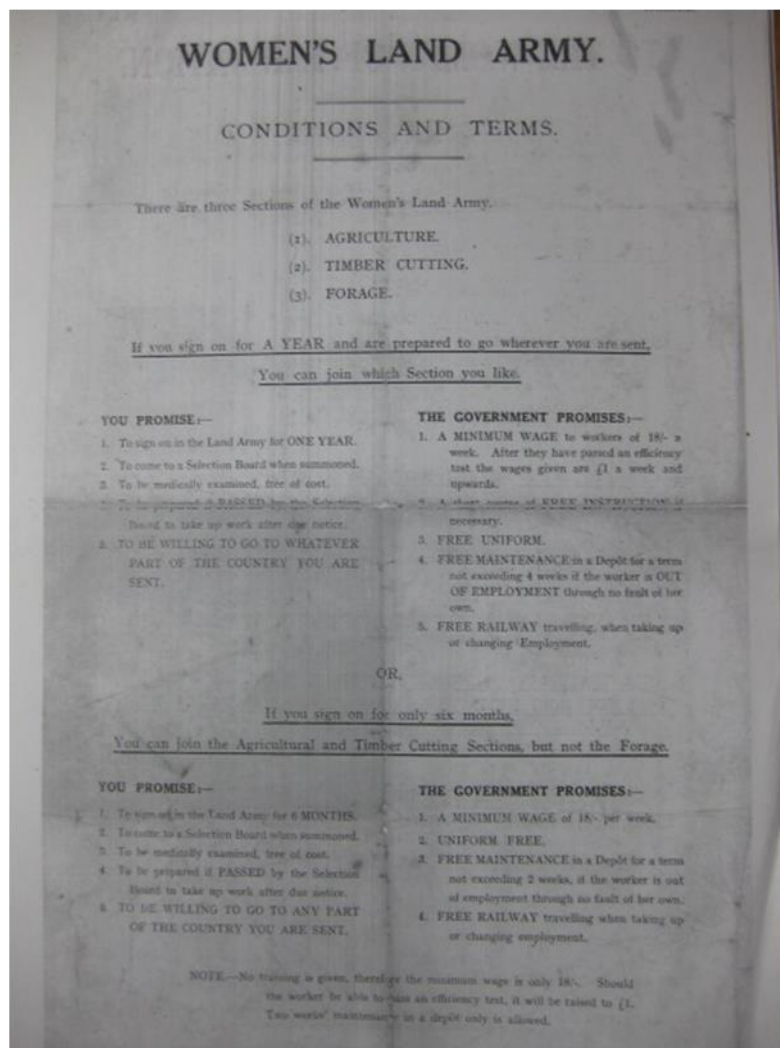 WOMEN'S LAND ARMY.
CONDITIONS AND TERMS.
There are three Sections of the Women's Land Army.
(1). AGRICULTURE.
(2). TIMBER CUTTING.
(3). FORAGE.
If you sign on for A YEAR and are prepared to go wherever you are sent,
You can join which Section you like.
YOU PROMISE:—
1. To sign on in the Land Army for ONE YEAR.
2. To come to a Selection Board when summoned.
3. To be medically examined, free of cost.
4. To be prepared if PASSED by the Selection
Board to take up work after due notice.
5. TO BE WILLING TO GO TO WHATEVER
PART OF THE COUNTRY YOU ARE
SENT.
THE GOVERNMENT PROMISES:—
1. A MINIMUM WAGE to workers of 18/- a
week. After they have passed an efficiency
test the wages given are £1 a week and
upwards.
2. A short course of FREE INSTRUCTION if
necessary.
3. FREE UNIFORM.
4. FREE MAINTENANCE in a Depôt for a term
not exceeding 4 weeks if the worker is OUT
OF EMPLOYMENT through no fault of her
own.
5. FREE RAILWAY travelling, when taking up
or changing Employment.
OR,
If you sign on for only six months,
You can join the Agricultural and Timber Cutting Sections, but not the Forage.
YOU PROMISE:—
1. To sign on in the Land Army for 6 MONTHS.
2. To come to a Selection Board when summoned.
3. To be medically examined, free of cost.
4. To be prepared if PASSED by the Selection
Board to take up work after due notice.
5. TO BE WILLING TO GO TO ANY PART
OF THE COUNTRY YOU ARE SENT.
THE GOVERNMENT PROMISES:—
1. A MINIMUM WAGE of 18/- per week.
2. UNIFORM FREE.
3. FREE MAINTENANCE in a Depôt for a term
not exceeding 2 weeks, if the worker is out
of employment through no fault of her own.
4. FREE RAILWAY travelling when taking up
or changing employment.
NOTE.—No training is given, therefore the minimum wage is only 18/-. Should
the worker be able to pass an efficiency test, it will be raised to £1.
Two weeks' maintenance in a depôt only is allowed.